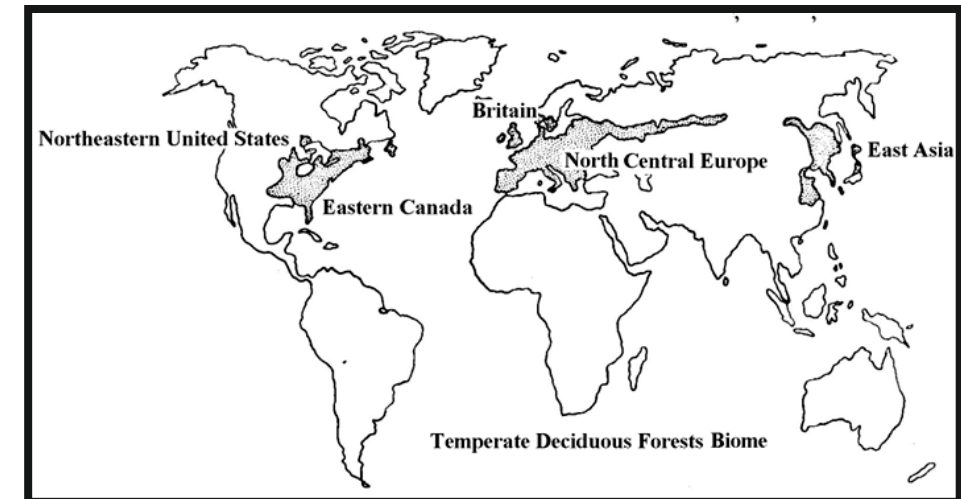 Britain
Northeastern United States
East Asia
North Central Europe
Eastern Canada
Temperate Deciduous Forests Biome